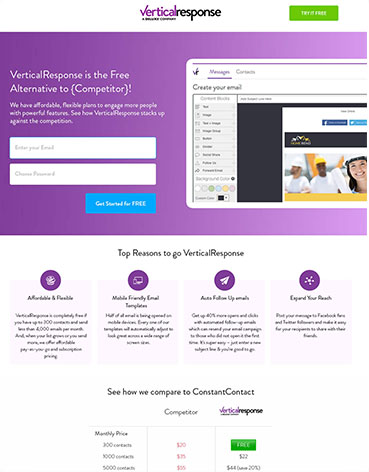 verticalresponse
A DELUXE COMPANY
TRY IT FREE
VerticalResponse is the Free
Alternative to {Competitor}!
We have affordable, flexible plans to engage more people
with powerful features. See how VerticalResponse stacks up
against the competition.
Enter your Email
Choose Password
Get Started for FREE
Messages Contacts
Create your email
Content Blocks
Text
Image
Text + Image
Image Group
Button
Divider
Social Share
Follow Us
Forward Email
Background Color
Custom Color:
Top Reasons to go VerticalResponse
Affordable & Flexible
VerticalResponse is completely free if
you have up to 300 contacts and send
less than 4,000 emails per month.
And, when your list grows or you send
more, we offer affordable
pay-as-you-go and subscription
pricing.
Mobile Friendly Email
Templates
Half of all email is being opened on
mobile devices. Every one of our
templates will automatically adjust to
look great across a wide range of
screen sizes.
Auto Follow Up emails
Get up to 40% more opens and clicks
with automated follow-up emails
which can resend your email campaign
to those who did not open it the first
time. It's super easy – just enter a new
subject line & you're good to go.
Expand Your Reach
Post your message to Facebook fans
and Twitter followers and make it easy
for your recipients to share with their
friends.
See how we compare to ConstantContact
Competitor verticalresponse
Monthly Price
300 contacts $20 FREE
1000 contacts $35 $22
5000 contacts $55 $44 (save 20%)